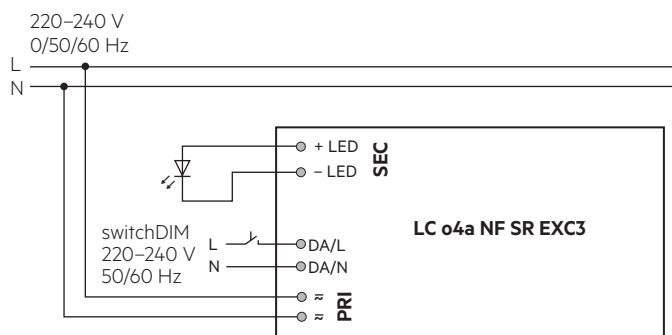 220–240 V
0/50/60 Hz
L
N
+ LED
– LED
SEC
LC o4a NF SR EXC3
switchDIM
220–240 V
50/60 Hz
L
DA/L
N
DA/N
≂
≂
PRI